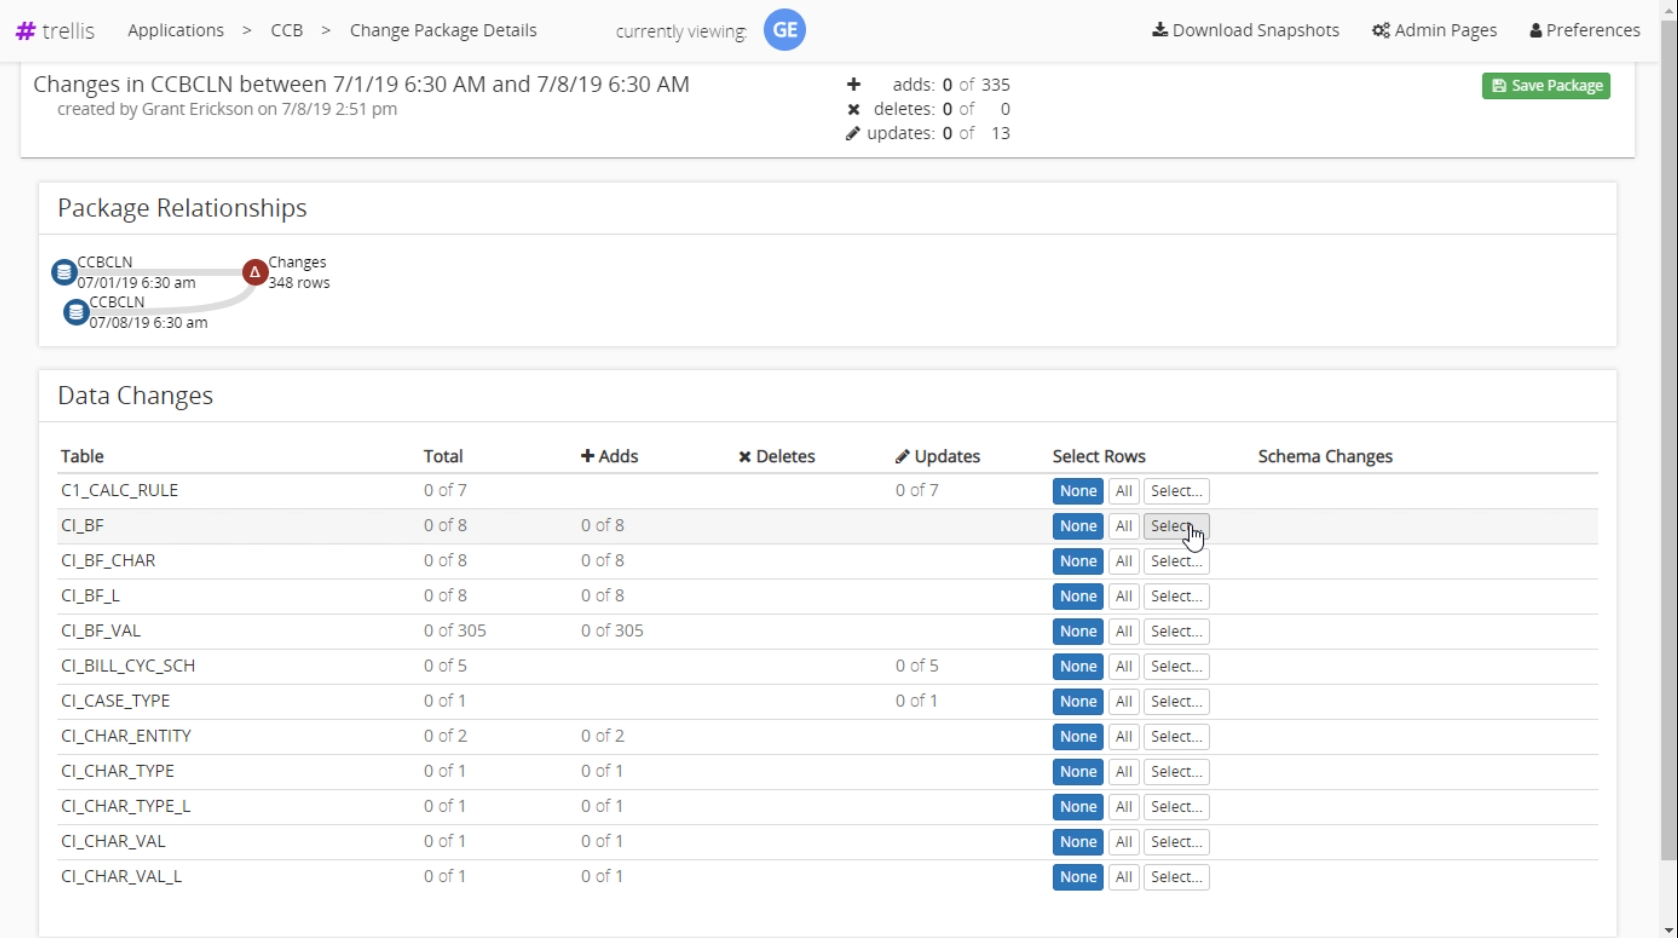 # trellis Applications > CCB > Change Package Details currently viewing: GE Download Snapshots Admin Pages Preferences
Changes in CCBCLN between 7/1/19 6:30 AM and 7/8/19 6:30 AM
created by Grant Erickson on 7/8/19 2:51 pm
adds: 0 of 335
deletes: 0 of 0
updates: 0 of 13
Save Package
Package Relationships
CCBCLN
07/01/19 6:30 am
Δ Changes
348 rows
CCBCLN
07/08/19 6:30 am
Data Changes
Table Total Adds Deletes Updates Select Rows Schema Changes
C1_CALC_RULE 0 of 7 0 of 7 None All Select...
CI_BF 0 of 8 0 of 8 None All Select...
CI_BF_CHAR 0 of 8 0 of 8 None All Select...
CI_BF_L 0 of 8 0 of 8 None All Select...
CI_BF_VAL 0 of 305 0 of 305 None All Select...
CI_BILL_CYC_SCH 0 of 5 0 of 5 None All Select...
CI_CASE_TYPE 0 of 1 0 of 1 None All Select...
CI_CHAR_ENTITY 0 of 2 0 of 2 None All Select...
CI_CHAR_TYPE 0 of 1 0 of 1 None All Select...
CI_CHAR_TYPE_L 0 of 1 0 of 1 None All Select...
CI_CHAR_VAL 0 of 1 0 of 1 None All Select...
CI_CHAR_VAL_L 0 of 1 0 of 1 None All Select...